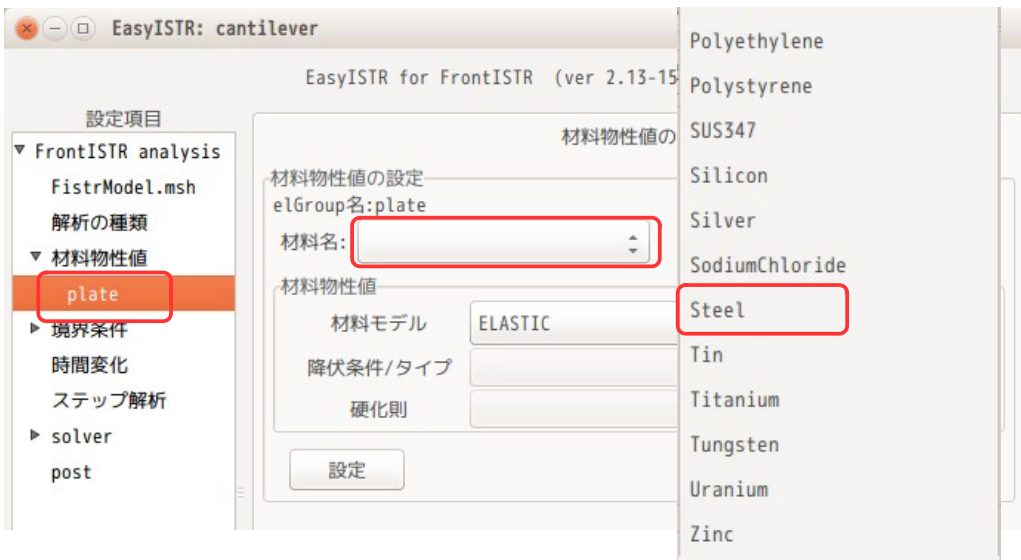 EasyISTR: cantilever
EasyISTR for FrontISTR (ver 2.13-15
設定項目
FrontISTR analysis
FistrModel.msh
解析の種類
材料物性値
plate
境界条件
時間変化
ステップ解析
solver
post
材料物性値の
材料物性値の設定
elGroup名:plate
材料名:
材料物性値
材料モデル ELASTIC
降伏条件/タイプ
硬化則
設定
Polyethylene
Polystyrene
SUS347
Silicon
Silver
SodiumChloride
Steel
Tin
Titanium
Tungsten
Uranium
Zinc